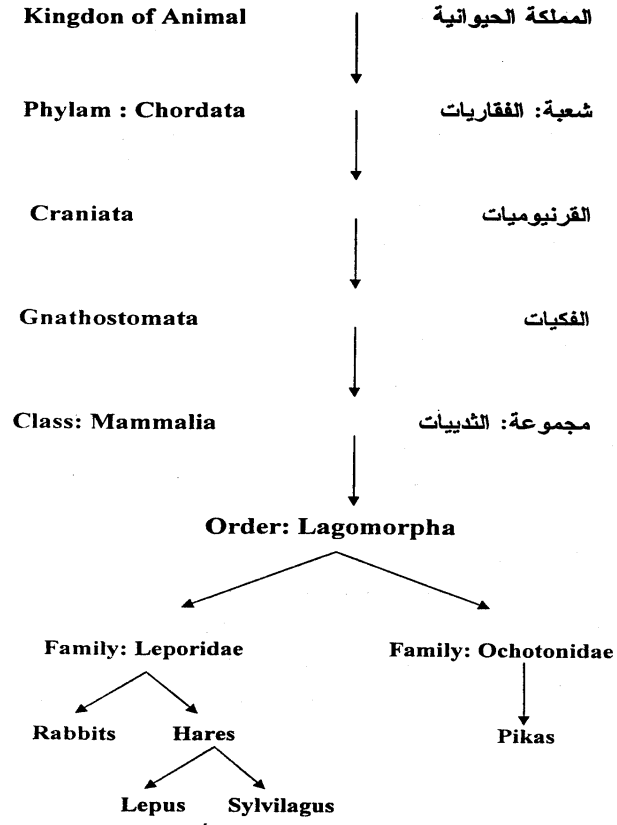 Kingdon of Animal المملكة الحيوانية
Phylam : Chordata شعبة: الفقاريات
Craniata القرنيوميات
Gnathostomata الفكيات
Class: Mammalia مجموعة: الثدييات
Order: Lagomorpha
Family: Leporidae Family: Ochotonidae
Rabbits Hares Pikas
Lepus Sylvilagus